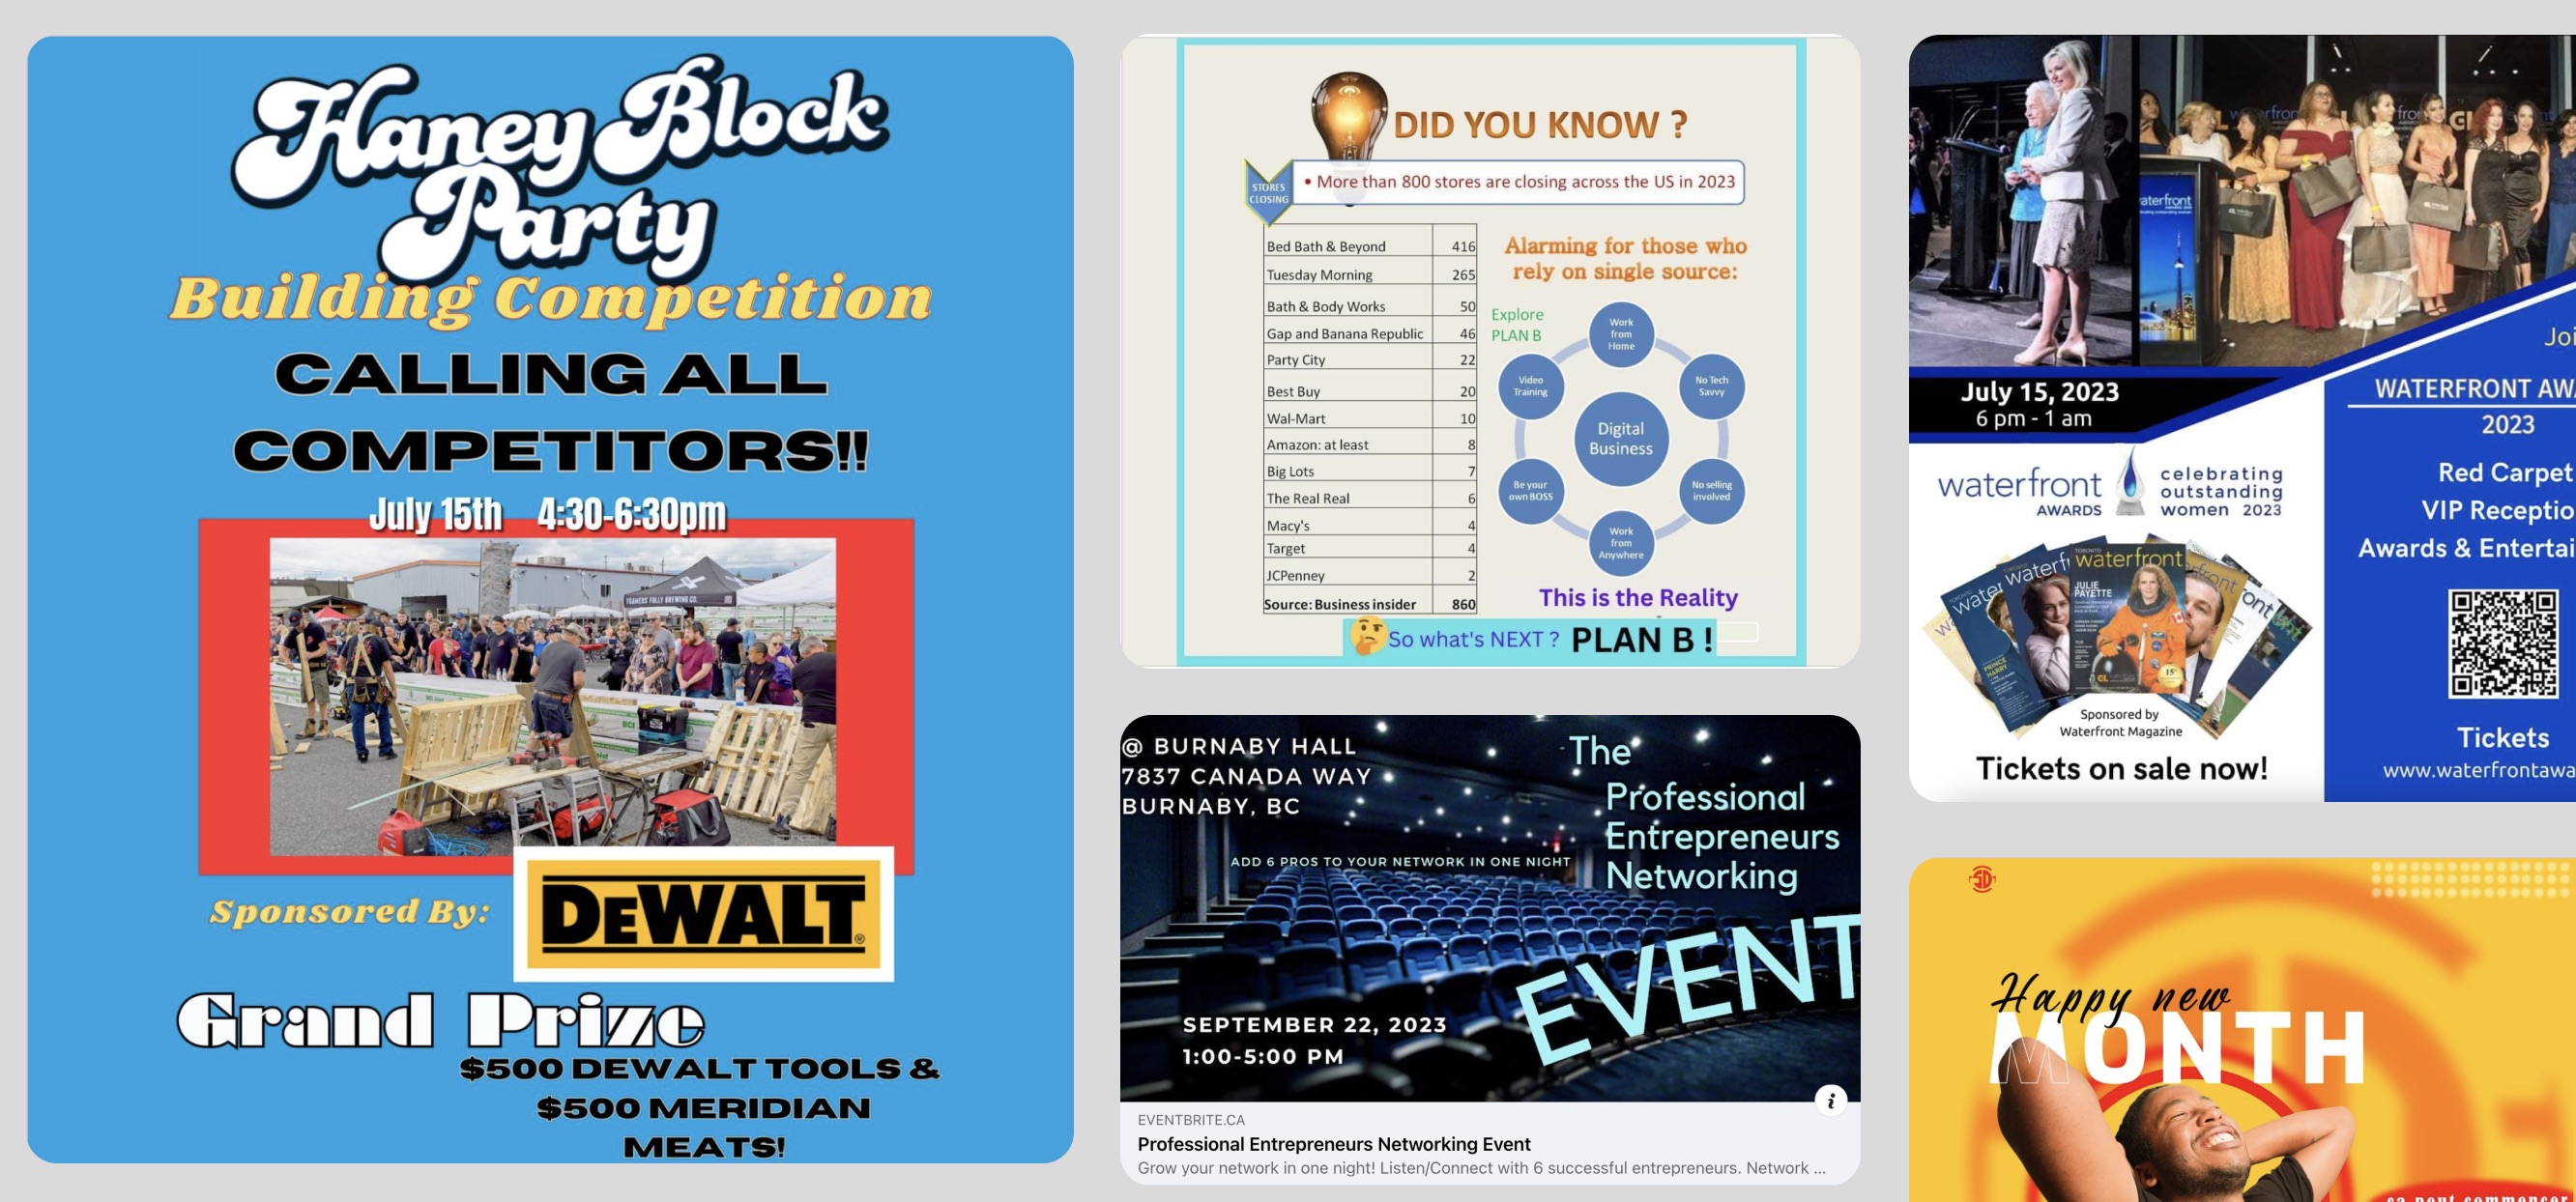 Haney Block
Party
Building Competition
CALLING ALL
COMPETITORS!!
July 15th 4:30-6:30pm
Sponsored By:
DEWALT
Grand Prize
$500 DEWALT TOOLS &
$500 MERIDIAN
MEATS!
DID YOU KNOW ?
STORES
CLOSING
• More than 800 stores are closing across the US in 2023
Bed Bath & Beyond 416
Tuesday Morning 265
Bath & Body Works 50
Gap and Banana Republic 46
Party City 22
Best Buy 20
Wal-Mart 10
Amazon: at least 8
Big Lots 7
The Real Real 6
Macy's 4
Target 4
JCPenney 2
Source: Business insider 860
Alarming for those who
rely on single source:
Explore
PLAN B
Work
from
Home
No Tech
Savvy
No selling
involved
Work
from
Anywhere
Be your
own BOSS
Video
Training
Digital
Business
This is the Reality
So what's NEXT ? PLAN B !
@ BURNABY HALL
7837 CANADA WAY
BURNABY, BC
The
Professional
Entrepreneurs
Networking
EVENT
ADD 6 PROS TO YOUR NETWORK IN ONE NIGHT
SEPTEMBER 22, 2023
1:00-5:00 PM
EVENTBRITE.CA
Professional Entrepreneurs Networking Event
Grow your network in one night! Listen/Connect with 6 successful entrepreneurs. Network ...
July 15, 2023
6 pm - 1 am
waterfront
AWARDS
celebrating
outstanding
women 2023
waterfront
JULIE
PAYETTE
Sponsored by
Waterfront Magazine
Tickets on sale now!
Joi
WATERFRONT AW
2023
Red Carpet
VIP Receptio
Awards & Entertai
Tickets
www.waterfrontawa
Happy new
MONTH